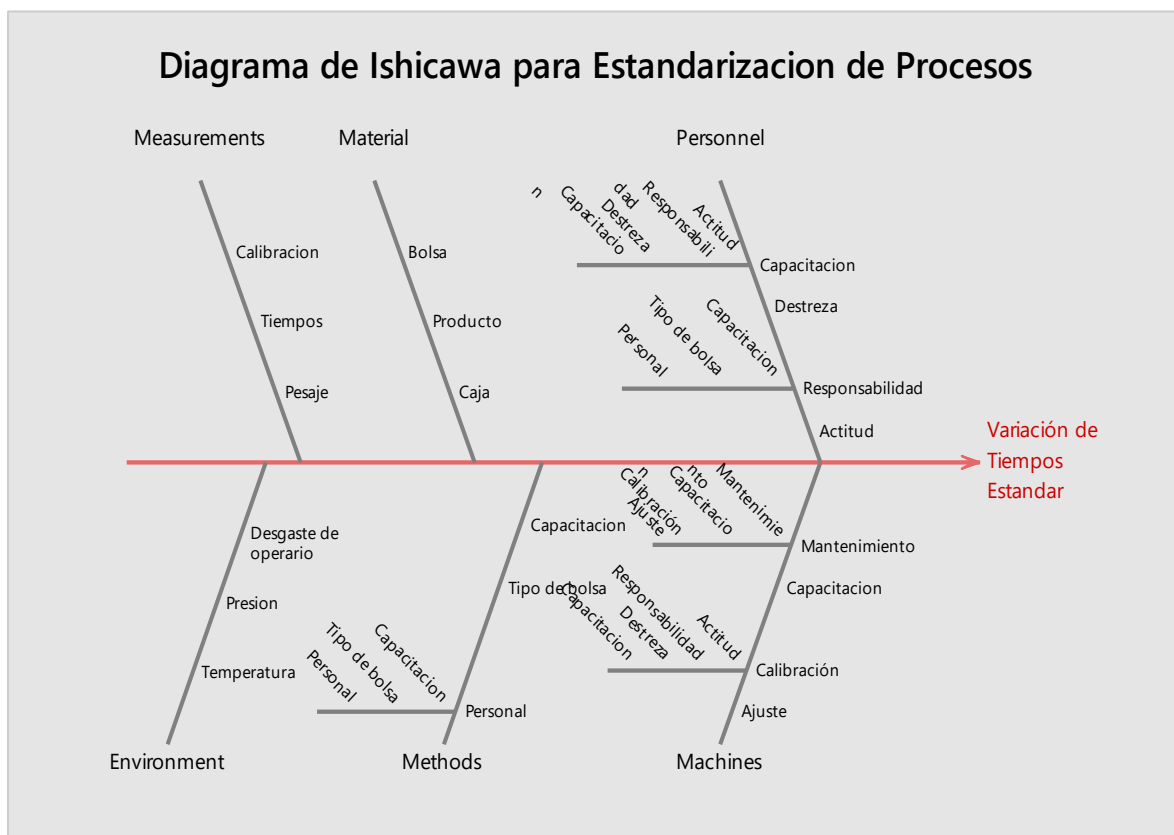 Diagrama de Ishicawa para Estandarizacion de Procesos
Measurements
Material
Personnel
Calibracion
Tiempos
Pesaje
Bolsa
Producto
Caja
Actitud
Responsabili
dad
Destreza
Capacitacio
n
Capacitacion
Destreza
Capacitacion
Tipo de bolsa
Personal
Responsabilidad
Actitud
Variación de
Tiempos
Estandar
Desgaste de
operario
Presion
Temperatura
Capacitacion
Tipo de bolsa
Capacitacion
Tipo de bolsa
Personal
Personal
Mantenimie
nto
Capacitacio
n
Calibración
Ajuste
Mantenimiento
Capacitacion
Actitud
Responsabilidad
Destreza
Capacitacion
Calibración
Ajuste
Environment
Methods
Machines